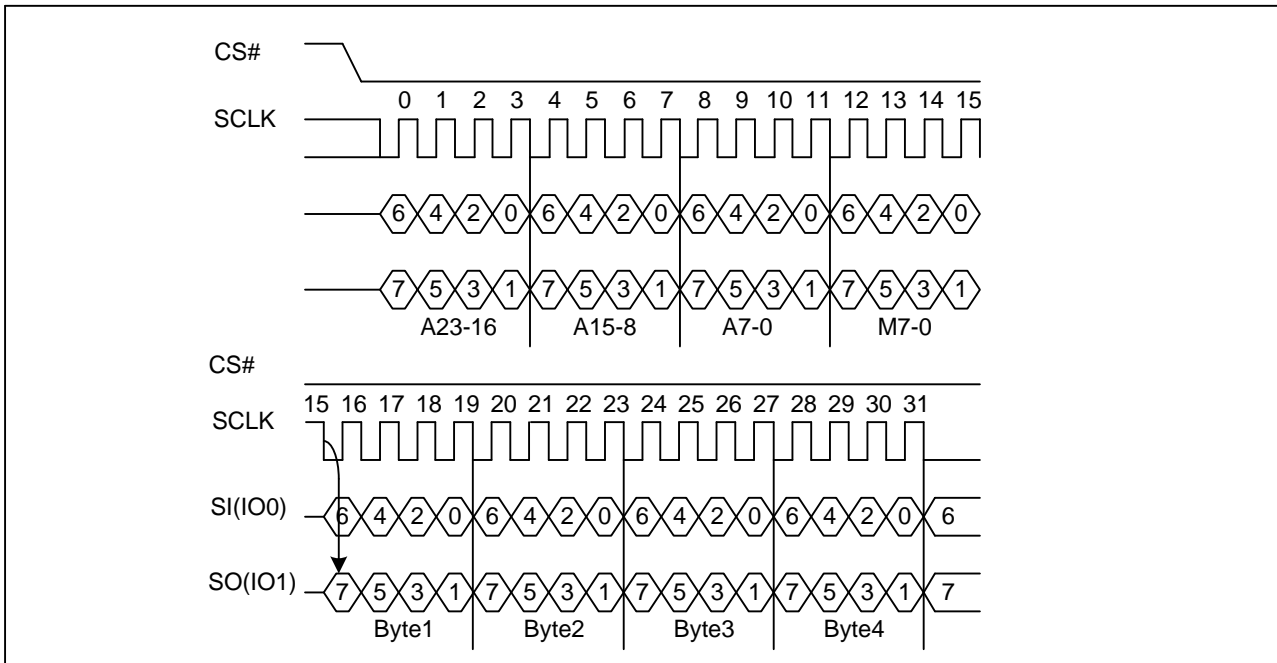 CS#
0 1 2 3 4 5 6 7 8 9 10 11 12 13 14 15
SCLK
6 4 2 0 6 4 2 0 6 4 2 0 6 4 2 0
7 5 3 1 7 5 3 1 7 5 3 1 7 5 3 1
A23-16 A15-8 A7-0 M7-0
CS#
15 16 17 18 19 20 21 22 23 24 25 26 27 28 29 30 31
SCLK
SI(IO0) 6 4 2 0 6 4 2 0 6 4 2 0 6 4 2 0 6
SO(IO1) 7 5 3 1 7 5 3 1 7 5 3 1 7 5 3 1 7
Byte1 Byte2 Byte3 Byte4